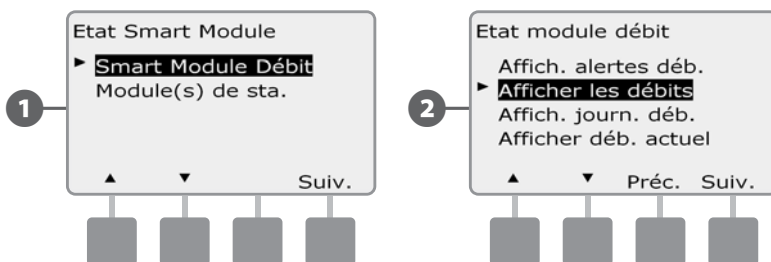 1
Etat Smart Module
► Smart Module Débit
Module(s) de sta.
▲ ▼ Suiv.
2
Etat module débit
Affich. alertes déb.
► Afficher les débits
Affich. journ. déb.
Afficher déb. actuel
▲ ▼ Préc. Suiv.